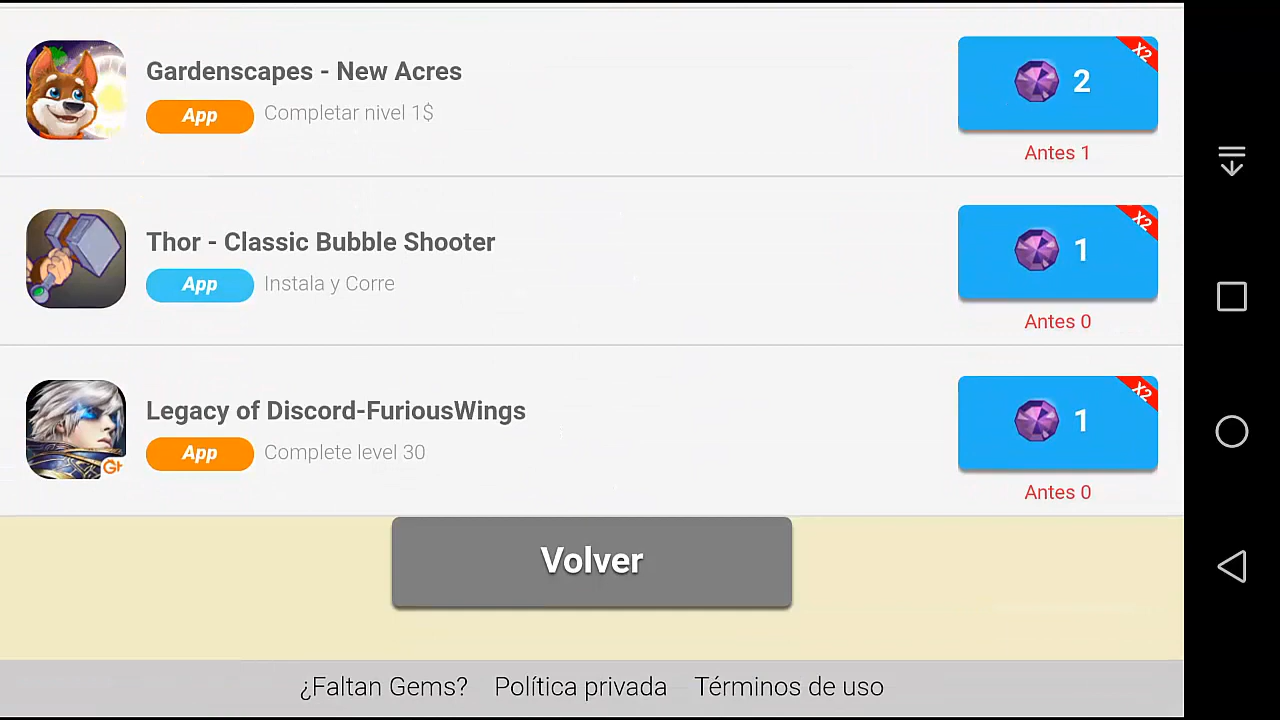 Gardenscapes - New Acres
App Completar nivel 1$
X2
2
Antes 1
Thor - Classic Bubble Shooter
App Instala y Corre
X2
1
Antes 0
Legacy of Discord-FuriousWings
App Complete level 30
X2
1
Antes 0
Volver
¿Faltan Gems? Política privada Términos de uso